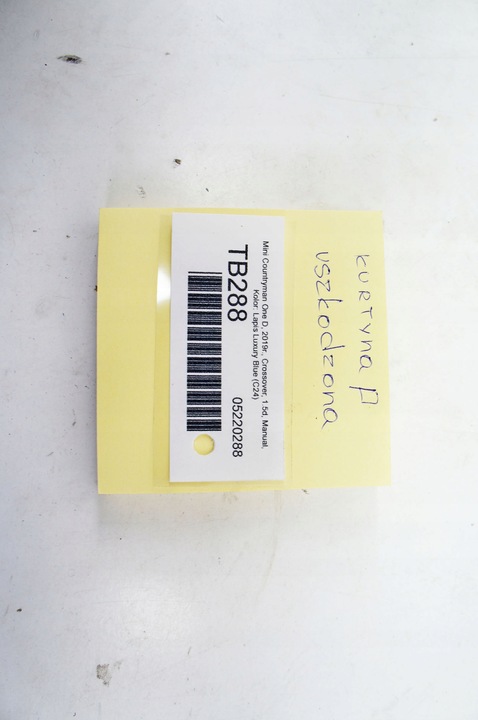 kurtyna P
uszkodzona
Mini Countryman One D, 2019r., Crossover, 1.5d, Manual,
Kolor: Lapis Luxury Blue (C24)
TB288
05220288